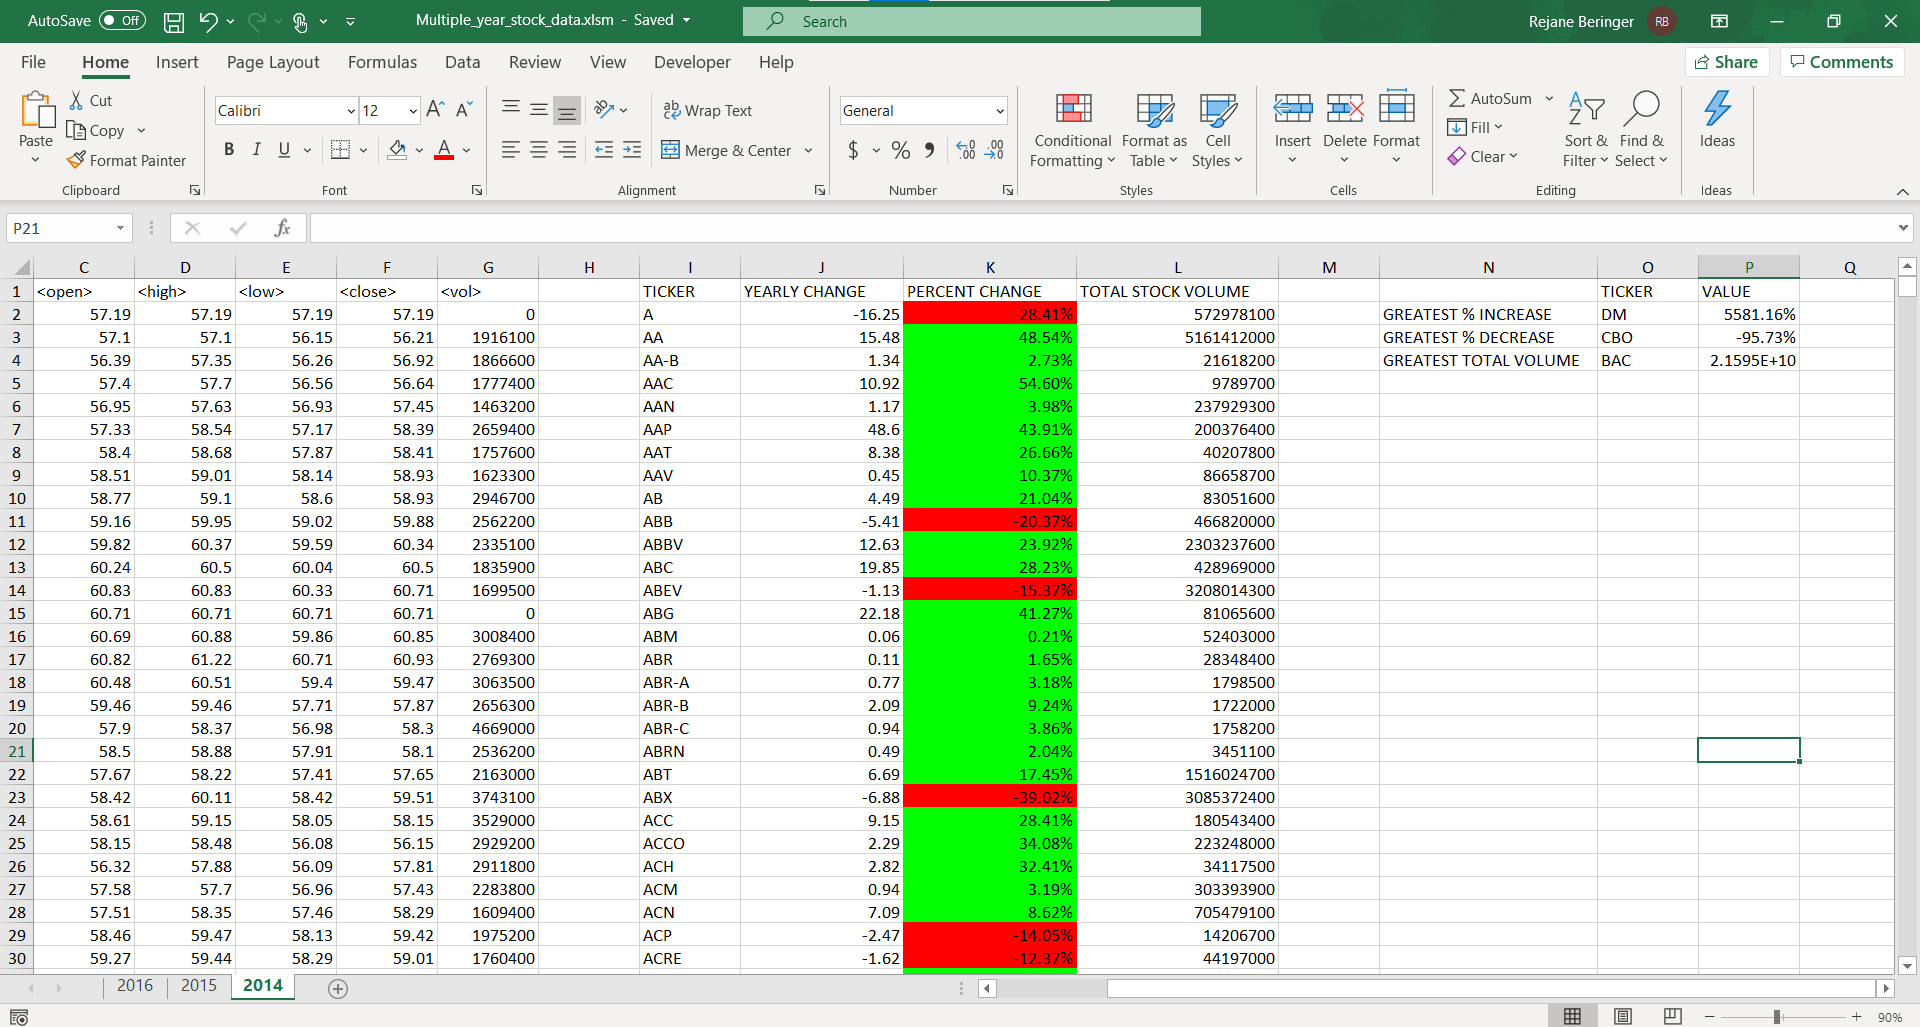 AutoSave Off Multiple_year_stock_data.xlsm - Saved Search Rejane Beringer RB
File Home Insert Page Layout Formulas Data Review View Developer Help Share Comments
Paste Cut Copy Format Painter
Clipboard
Calibri 12 A A
B I U A
Font
ab Wrap Text
Merge & Center
Alignment
General
$ % 9 .00 .00
Number
Conditional Formatting Format as Table Cell Styles
Styles
Insert Delete Format
Cells
AutoSum Fill Clear Sort & Filter Find & Select
Editing
Ideas
Ideas
P21 fx
C D E F G H I J K L M N O P Q
1 <open> <high> <low> <close> <vol> TICKER YEARLY CHANGE PERCENT CHANGE TOTAL STOCK VOLUME TICKER VALUE
2 57.19 57.19 57.19 57.19 0 A -16.25 -28.41% 572978100 GREATEST % INCREASE DM 5581.16%
3 57.1 57.1 56.15 56.21 1916100 AA 15.48 48.54% 5161412000 GREATEST % DECREASE CBO -95.73%
4 56.39 57.35 56.26 56.92 1866600 AA-B 1.34 2.73% 21618200 GREATEST TOTAL VOLUME BAC 2.1595E+10
5 57.4 57.7 56.56 56.64 1777400 AAC 10.92 54.60% 9789700
6 56.95 57.63 56.93 57.45 1463200 AAN 1.17 3.98% 237929300
7 57.33 58.54 57.17 58.39 2659400 AAP 48.6 43.91% 200376400
8 58.4 58.68 57.87 58.41 1757600 AAT 8.38 26.66% 40207800
9 58.51 59.01 58.14 58.93 1623300 AAV 0.45 10.37% 86658700
10 58.77 59.1 58.6 58.93 2946700 AB 4.49 21.04% 83051600
11 59.16 59.95 59.02 59.88 2562200 ABB -5.41 -20.37% 466820000
12 59.82 60.37 59.59 60.34 2335100 ABBV 12.63 23.92% 2303237600
13 60.24 60.5 60.04 60.5 1835900 ABC 19.85 28.23% 428969000
14 60.83 60.83 60.33 60.71 1699500 ABEV -1.13 -15.37% 3208014300
15 60.71 60.71 60.71 60.71 0 ABG 22.18 41.27% 81065600
16 60.69 60.88 59.86 60.85 3008400 ABM 0.06 0.21% 52403000
17 60.82 61.22 60.71 60.93 2769300 ABR 0.11 1.65% 28348400
18 60.48 60.51 59.4 59.47 3063500 ABR-A 0.77 3.18% 1798500
19 59.46 59.46 57.71 57.87 2656300 ABR-B 2.09 9.24% 1722000
20 57.9 58.37 56.98 58.3 4669000 ABR-C 0.94 3.86% 1758200
21 58.5 58.88 57.91 58.1 2536200 ABRN 0.49 2.04% 3451100
22 57.67 58.22 57.41 57.65 2163000 ABT 6.69 17.45% 1516024700
23 58.42 60.11 58.42 59.51 3743100 ABX -6.88 -39.02% 3085372400
24 58.61 59.15 58.05 58.15 3529000 ACC 9.15 28.41% 180543400
25 58.15 58.48 56.08 56.15 2929200 ACCO 2.29 34.08% 223248000
26 56.32 57.88 56.09 57.81 2911800 ACH 2.82 32.41% 34117500
27 57.58 57.7 56.96 57.43 2283800 ACM 0.94 3.19% 303393900
28 57.51 58.35 57.46 58.29 1609400 ACN 7.09 8.62% 705479100
29 58.46 59.47 58.13 59.42 1975200 ACP -2.47 -14.05% 14206700
30 59.27 59.44 58.29 59.01 1760400 ACRE -1.62 -12.37% 44197000
2016 2015 2014
90%